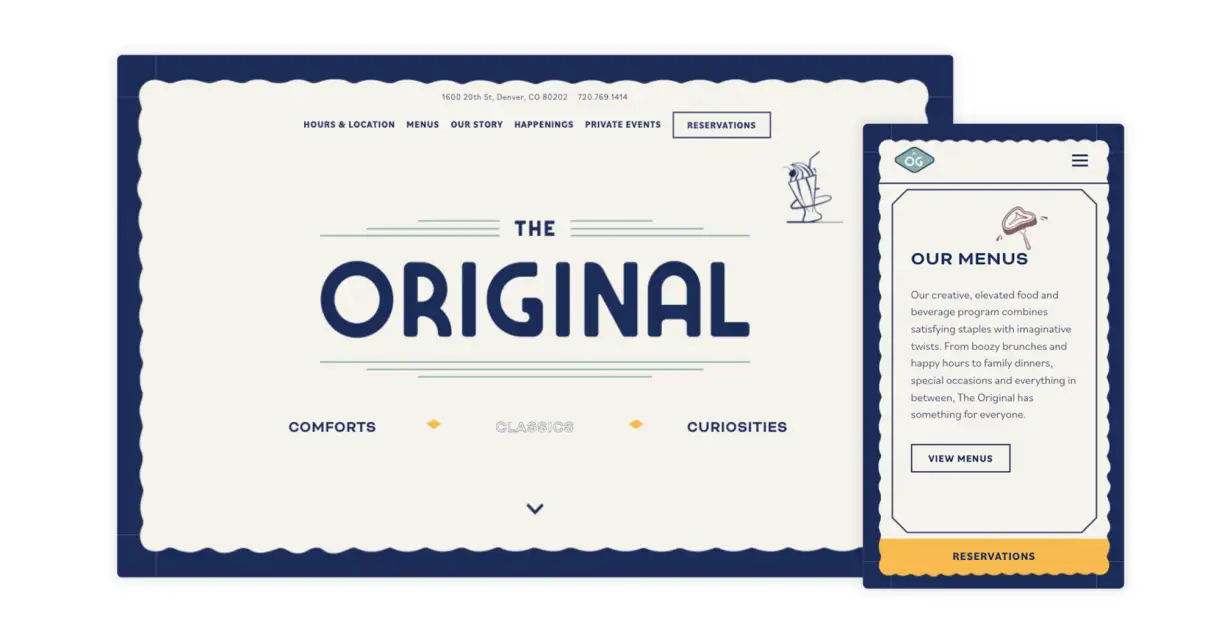 1600 20th St, Denver, CO 80202 720.769.1414
HOURS & LOCATION MENUS OUR STORY HAPPENINGS PRIVATE EVENTS RESERVATIONS
THE
ORIGINAL
COMFORTS CLASSICS CURIOSITIES
OG
OUR MENUS
Our creative, elevated food and
beverage program combines
satisfying staples with imaginative
twists. From boozy brunches and
happy hours to family dinners,
special occasions and everything in
between, The Original has
something for everyone.
VIEW MENUS
RESERVATIONS